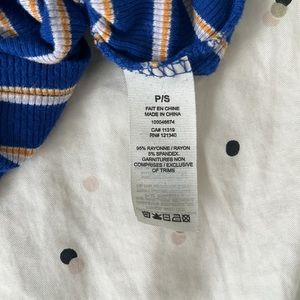 P/S
FAIT EN CHINE
MADE IN CHINA
100046674
CA# 11319
RN# 121340
95% RAYONNE / RAYON
5% SPANDEX.
GARNITURES NON
COMPRISES / EXCLUSIVE
OF TRIMS